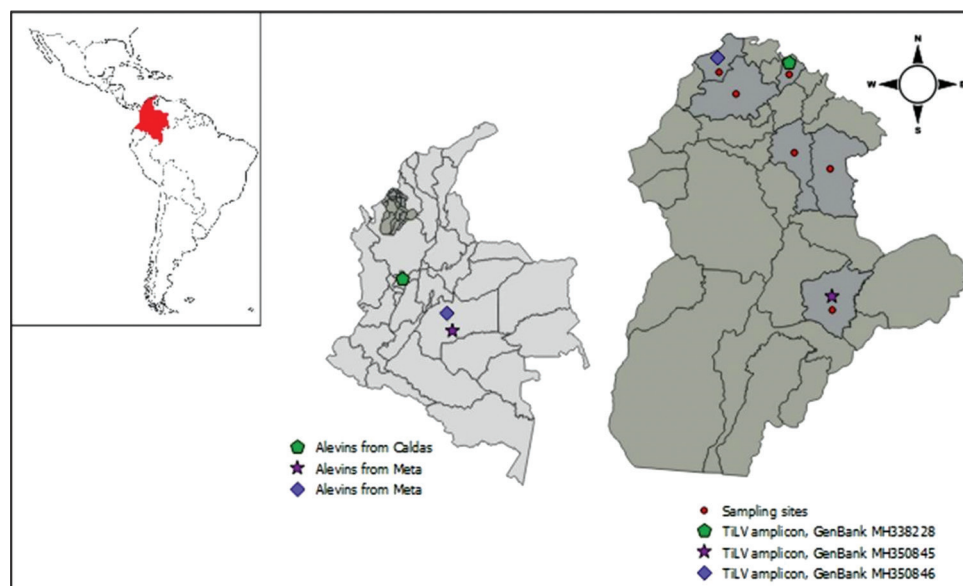 N
W
E
S
Alevins from Caldas
Alevins from Meta
Alevins from Meta
Sampling sites
TiLV amplicon, GenBank MH338228
TiLV amplicon, GenBank MH350845
TiLV amplicon, GenBank MH350846